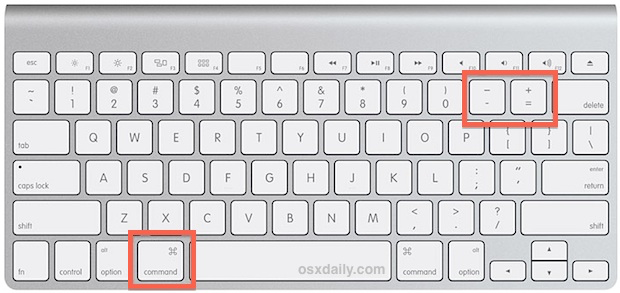 esc F1 F2 F3 F4 F5 F6 F7 F8 F9 F10 F11 F12
~ ! @ # $ % ^ & * ( ) — +
` 1 2 3 4 5 6 7 8 9 0 - = delete
tab Q W E R T Y U I O P { } |
[ ] \
caps lock A S D F G H J K L : " enter
; ' return
shift Z X C V B N M < > ? shift
, . /
alt ⌘ ⌘ alt
fn control option command command option
osxdaily.com